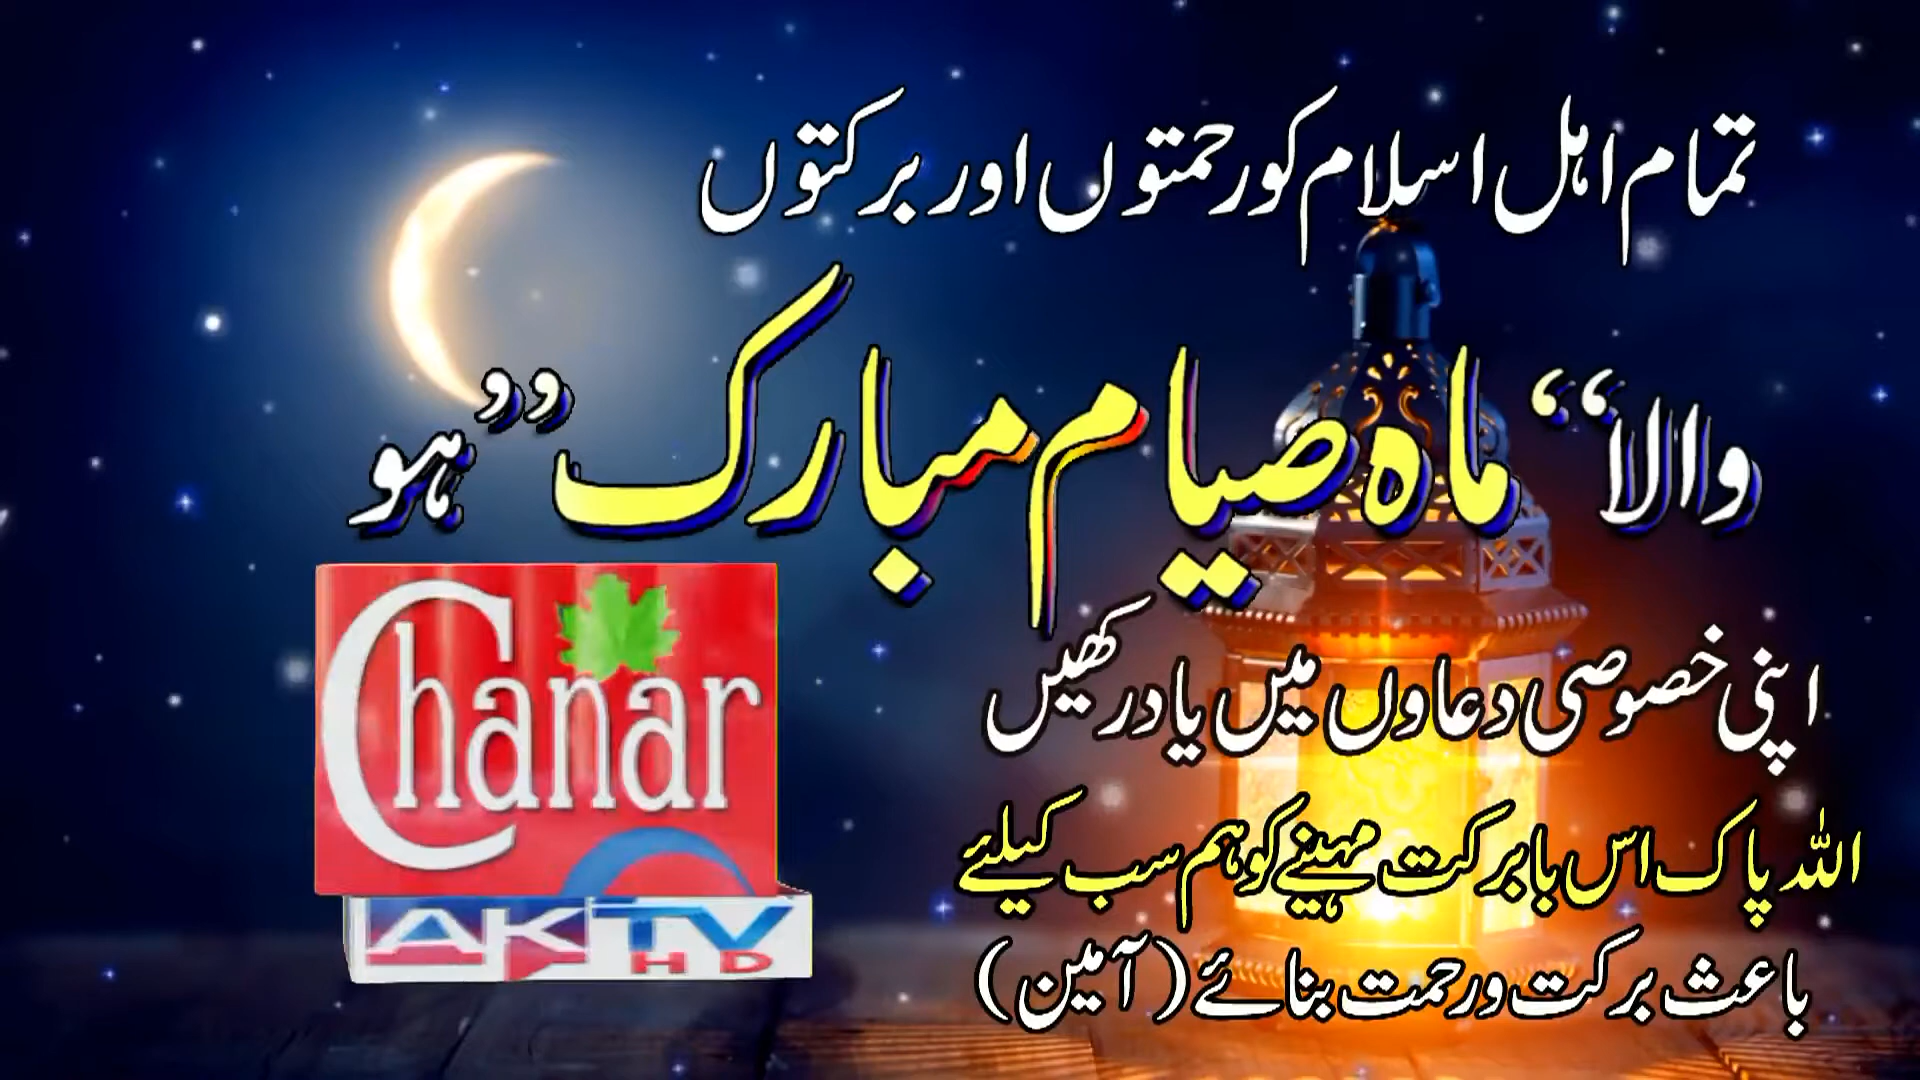 تمام اہل اسلام کو رحمتوں اور برکتوں
والا “ ماہ صیام مبارک ” ہو
اپنی خصوصی دعاوں میں یاد رکھیں
اللہ پاک اس بابرکت مہینے کو ہم سب کیلئے
باعث برکت ورحمت بنائے (آمین)
Chanar
AKTV
HD